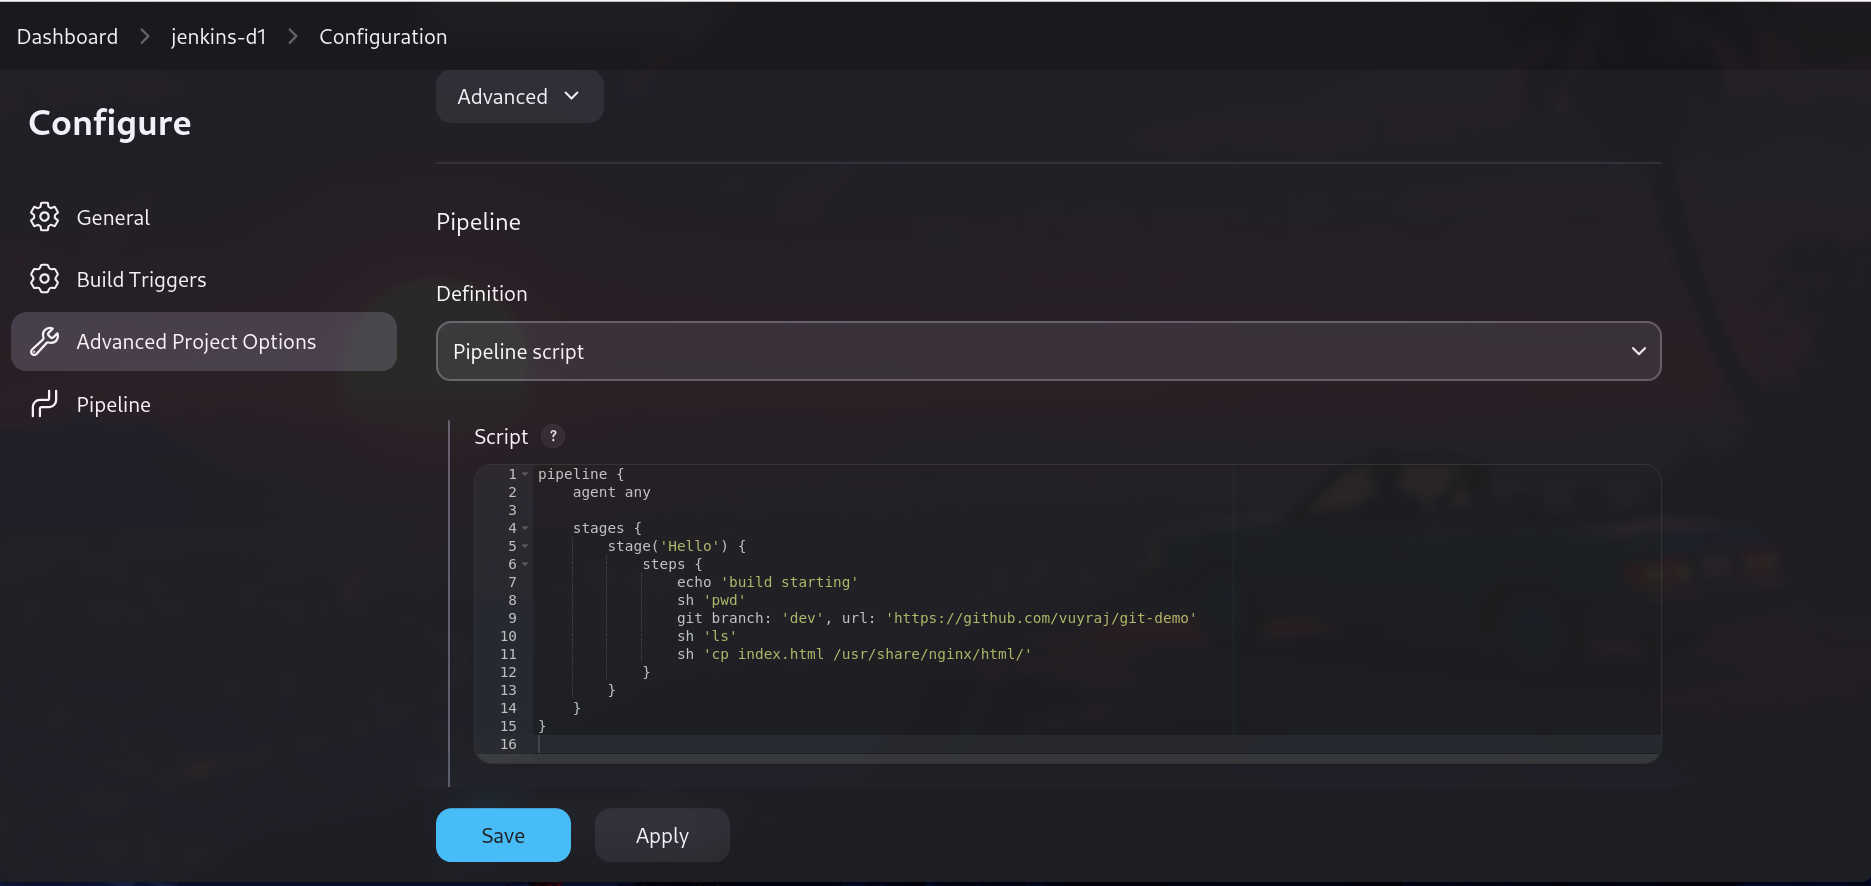 Dashboard > jenkins-d1 > Configuration
Configure
General
Build Triggers
Advanced Project Options
Pipeline
Advanced
Pipeline
Definition
Pipeline script
Script ?
1 pipeline {
2     agent any
3
4     stages {
5         stage('Hello') {
6             steps {
7                 echo 'build starting'
8                 sh 'pwd'
9                 git branch: 'dev', url: 'https://github.com/vuyraj/git-demo'
10                 sh 'ls'
11                 sh 'cp index.html /usr/share/nginx/html/'
12             }
13         }
14     }
15 }
16
Save Apply